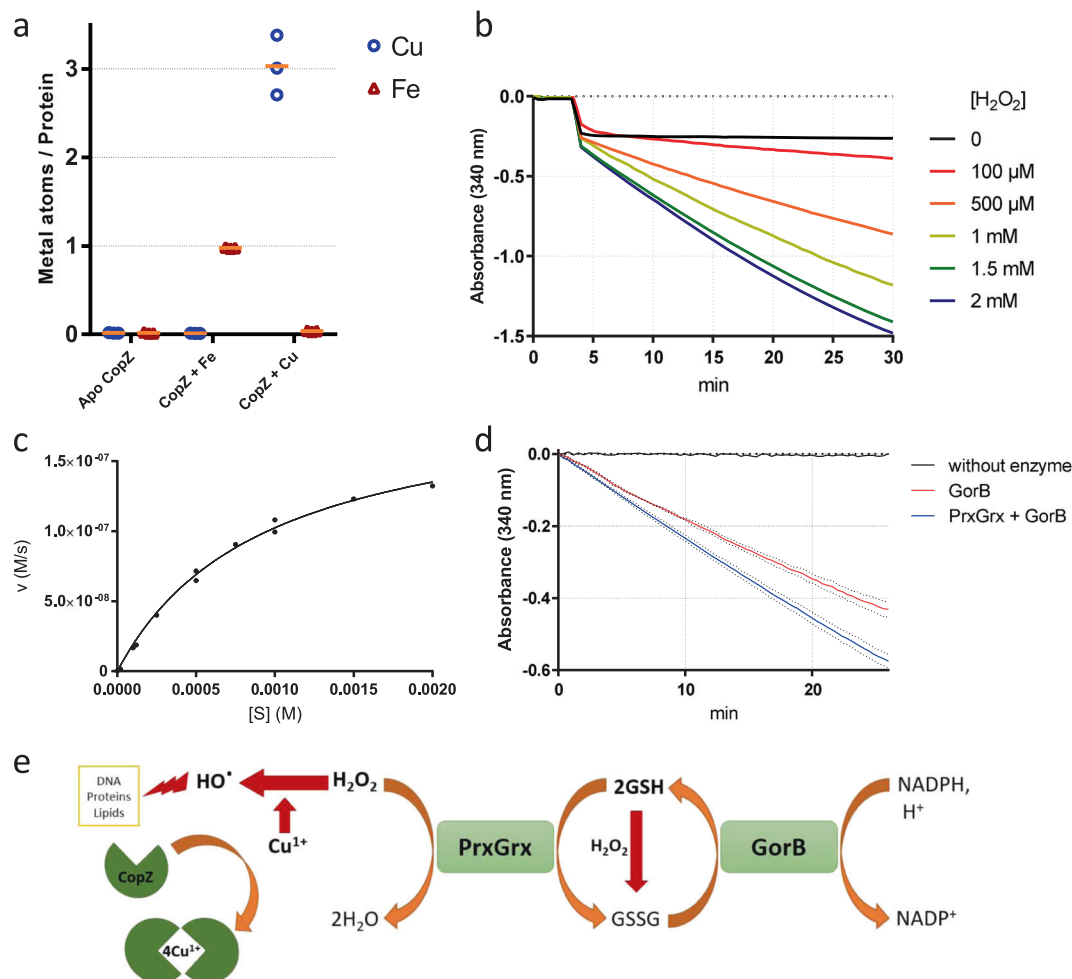 a
Metal atoms / Protein
3
2
1
0
Apo CopZ
CopZ + Fe
CopZ + Cu
Cu
Fe
b
Absorbance (340 nm)
0.0
-0.5
-1.0
-1.5
0
5
10
15
20
25
30
min
[H₂O₂]
0
100 µM
500 µM
1 mM
1.5 mM
2 mM
c
v (M/s)
1.5×10⁻⁰⁷
1.0×10⁻⁰⁷
5.0×10⁻⁰⁸
0
0.0000
0.0005
0.0010
0.0015
0.0020
[S] (M)
d
Absorbance (340 nm)
0.0
-0.2
-0.4
-0.6
0
10
20
min
without enzyme
GorB
PrxGrx + GorB
e
DNA
Proteins
Lipids
HO•
H₂O₂
Cu¹⁺
CopZ
4Cu¹⁺
2H₂O
PrxGrx
2GSH
H₂O₂
GSSG
GorB
NADPH,
H⁺
NADP⁺